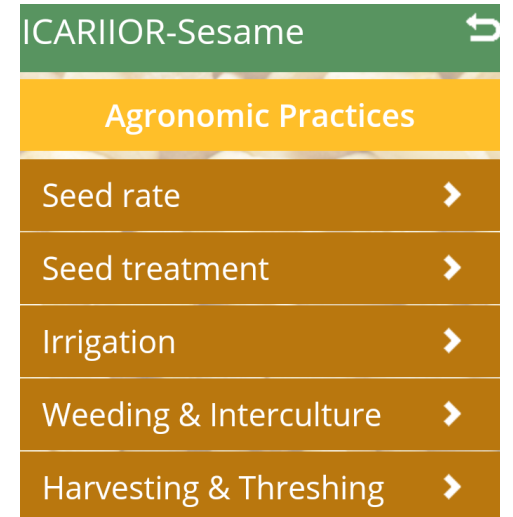 ICARIIOR-Sesame
Agronomic Practices
Seed rate
Seed treatment
Irrigation
Weeding & Interculture
Harvesting & Threshing